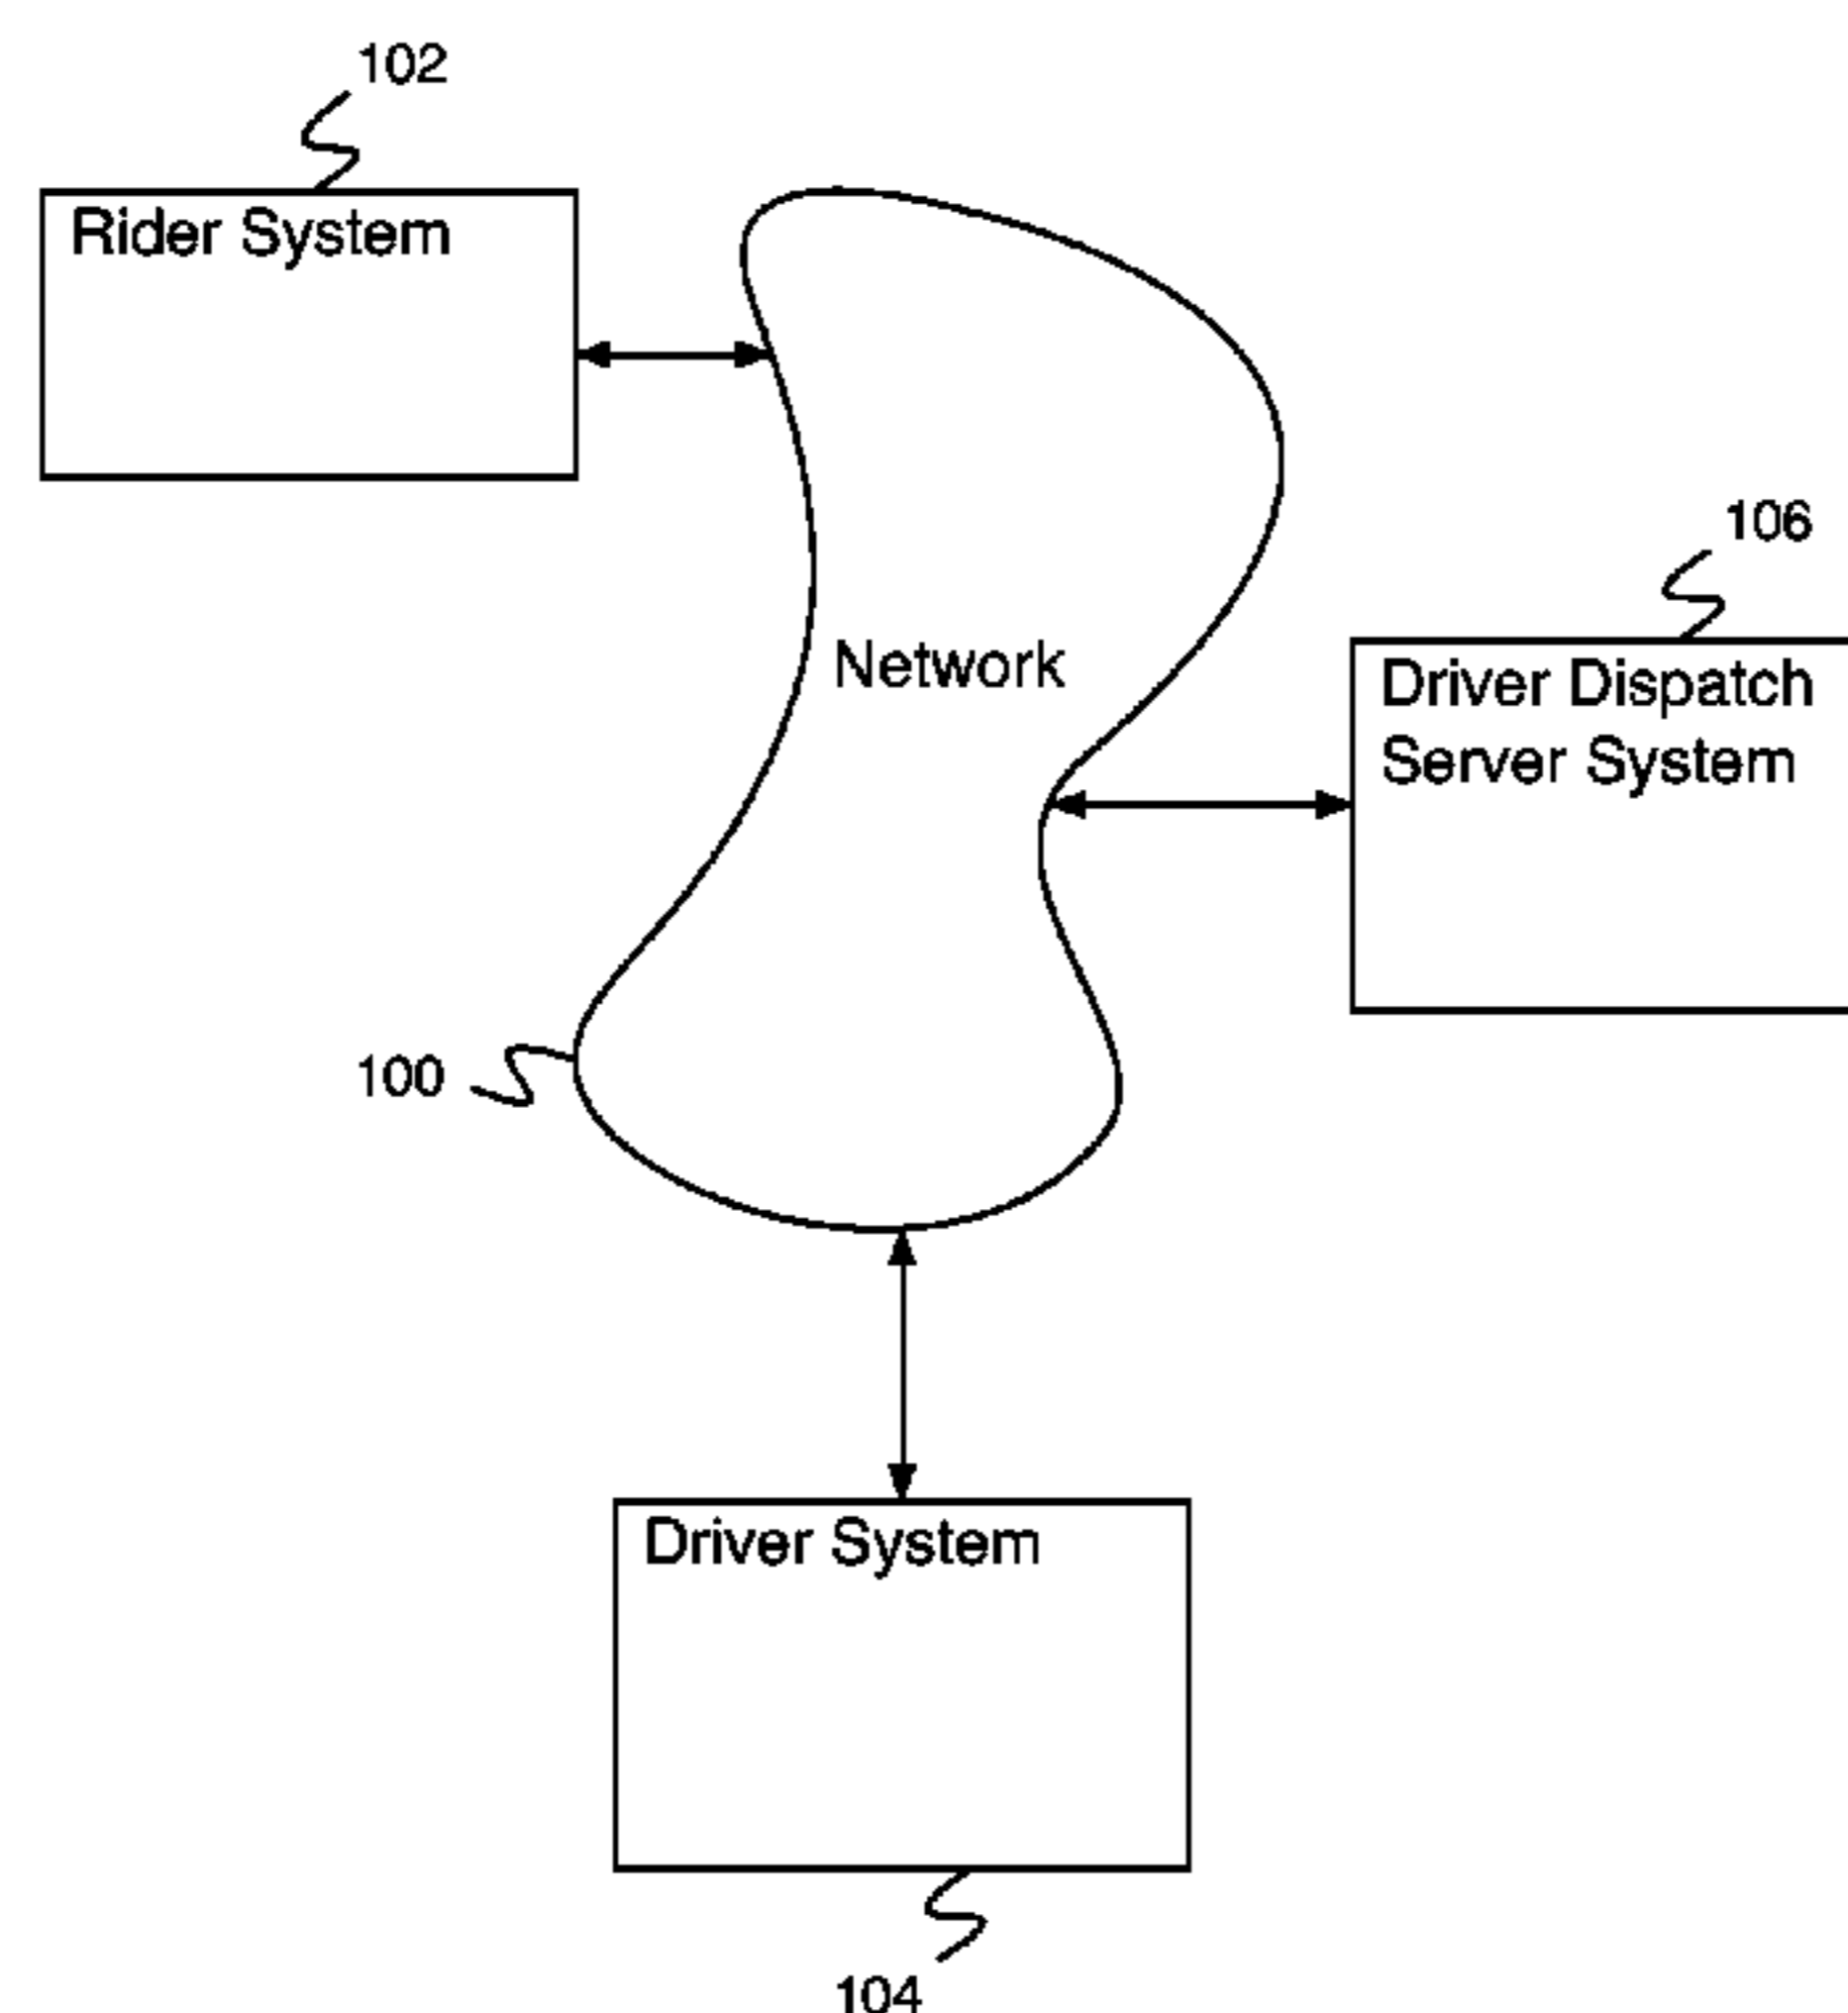 102
Rider System
106
Network
Driver Dispatch
Server System
100
Driver System
104